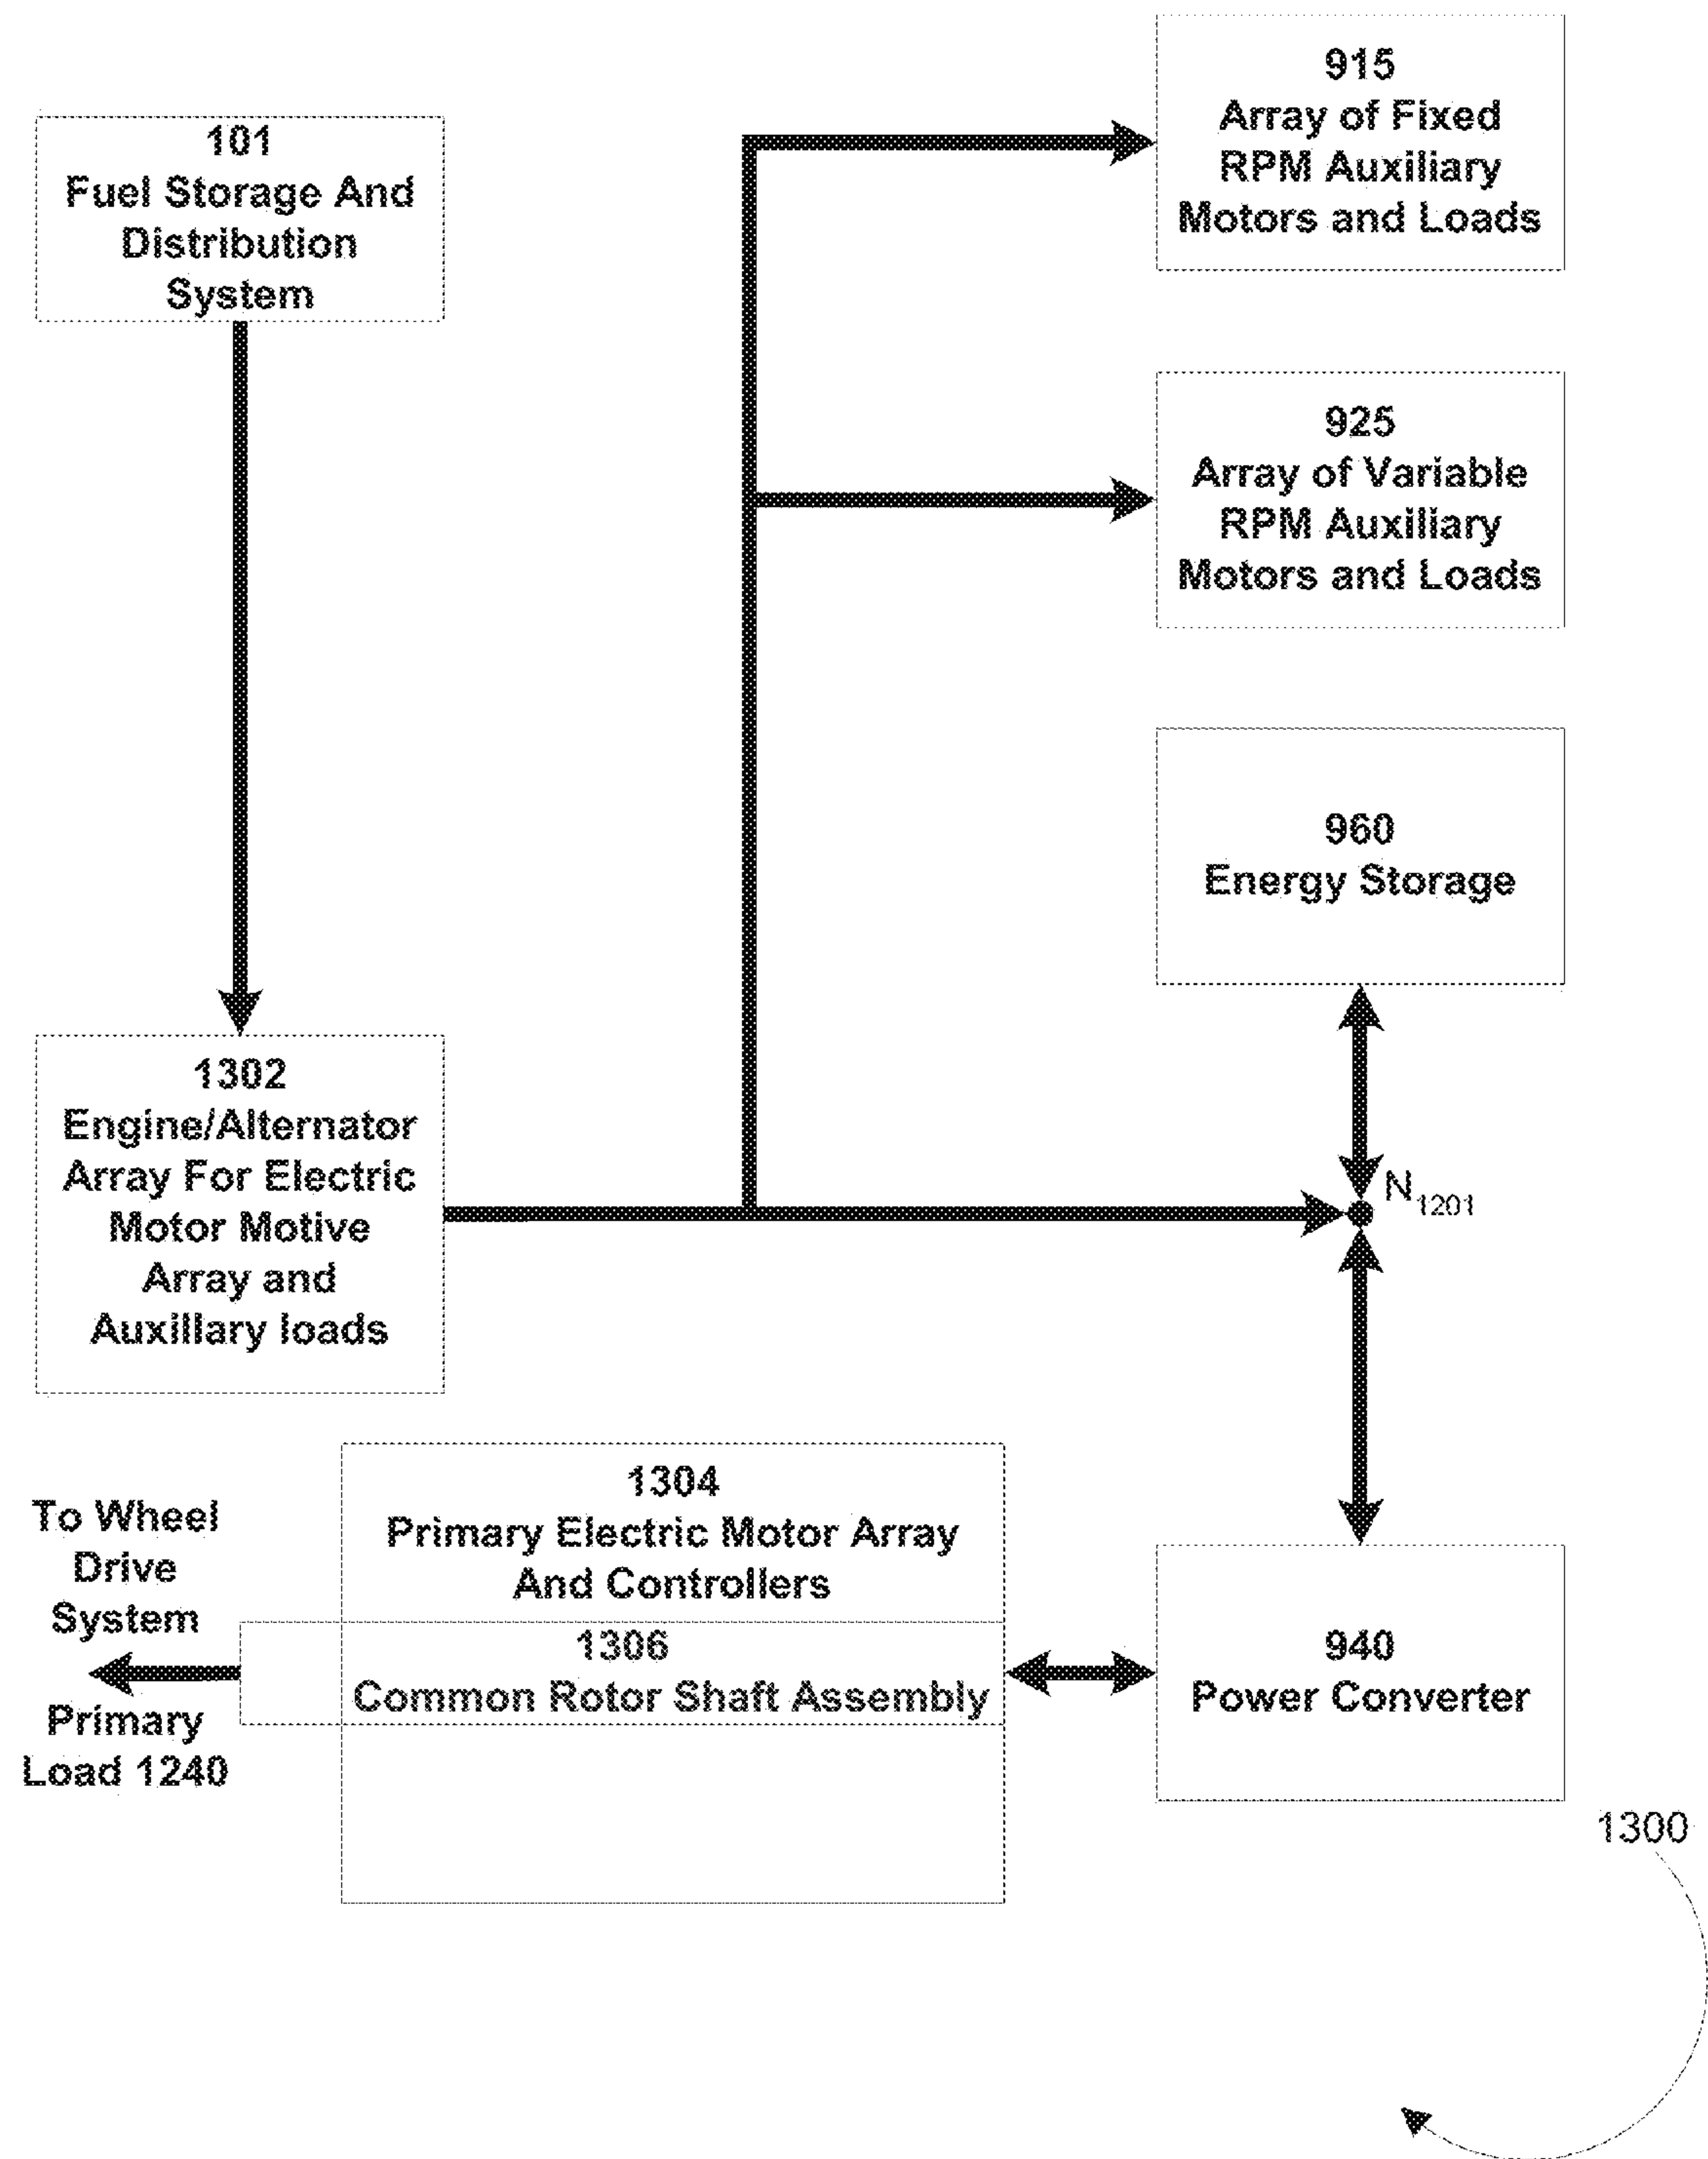 915
Array of Fixed
RPM Auxiliary
Motors and Loads
101
Fuel Storage And
Distribution
System
925
Array of Variable
RPM Auxiliary
Motors and Loads
960
Energy Storage
1302
Engine/Alternator
Array For Electric
Motor Motive
Array and
Auxillary loads
N1201
1304
Primary Electric Motor Array
And Controllers
To Wheel
Drive
System
Primary
Load 1240
1306
Common Rotor Shaft Assembly
940
Power Converter
1300